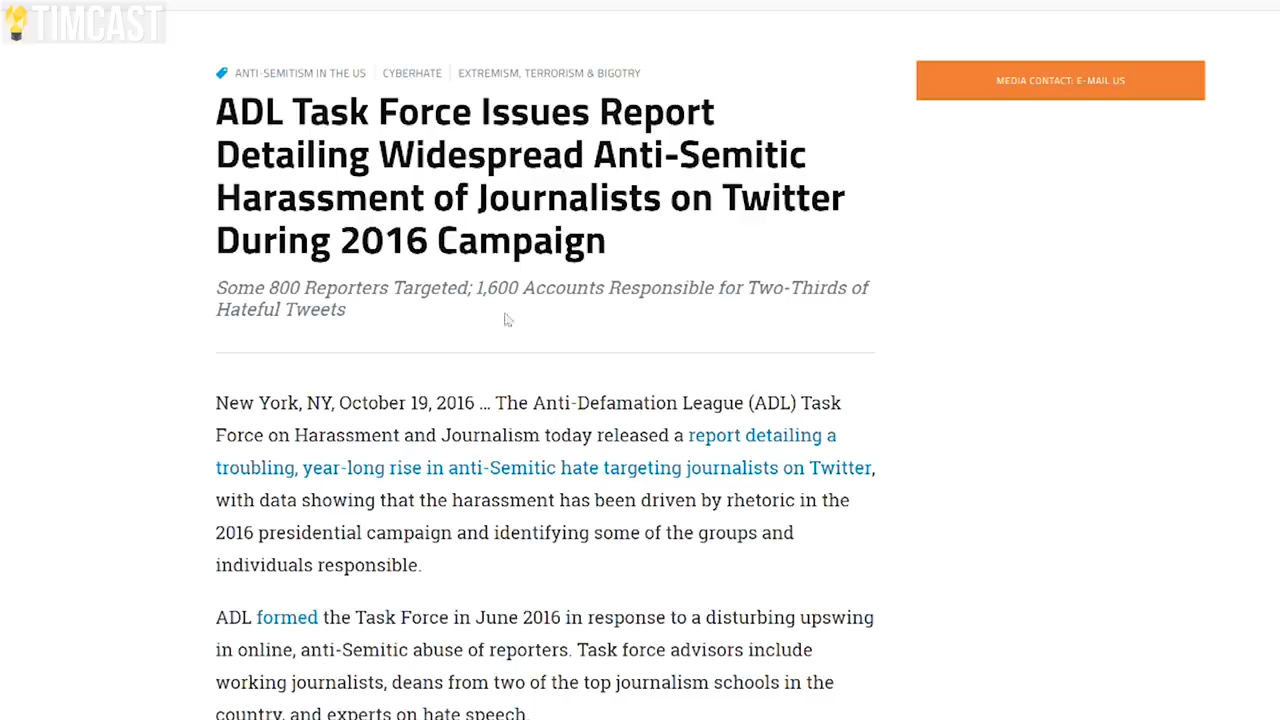 TIMCAST
ANTI-SEMITISM IN THE US
CYBERHATE
EXTREMISM, TERRORISM & BIGOTRY
MEDIA CONTACT: E-MAIL US
ADL Task Force Issues Report
Detailing Widespread Anti-Semitic
Harassment of Journalists on Twitter
During 2016 Campaign
Some 800 Reporters Targeted; 1,600 Accounts Responsible for Two-Thirds of
Hateful Tweets
New York, NY, October 19, 2016 ... The Anti-Defamation League (ADL) Task
Force on Harassment and Journalism today released a report detailing a
troubling, year-long rise in anti-Semitic hate targeting journalists on Twitter,
with data showing that the harassment has been driven by rhetoric in the
2016 presidential campaign and identifying some of the groups and
individuals responsible.
ADL formed the Task Force in June 2016 in response to a disturbing upswing
in online, anti-Semitic abuse of reporters. Task force advisors include
working journalists, deans from two of the top journalism schools in the
country, and experts on hate speech.